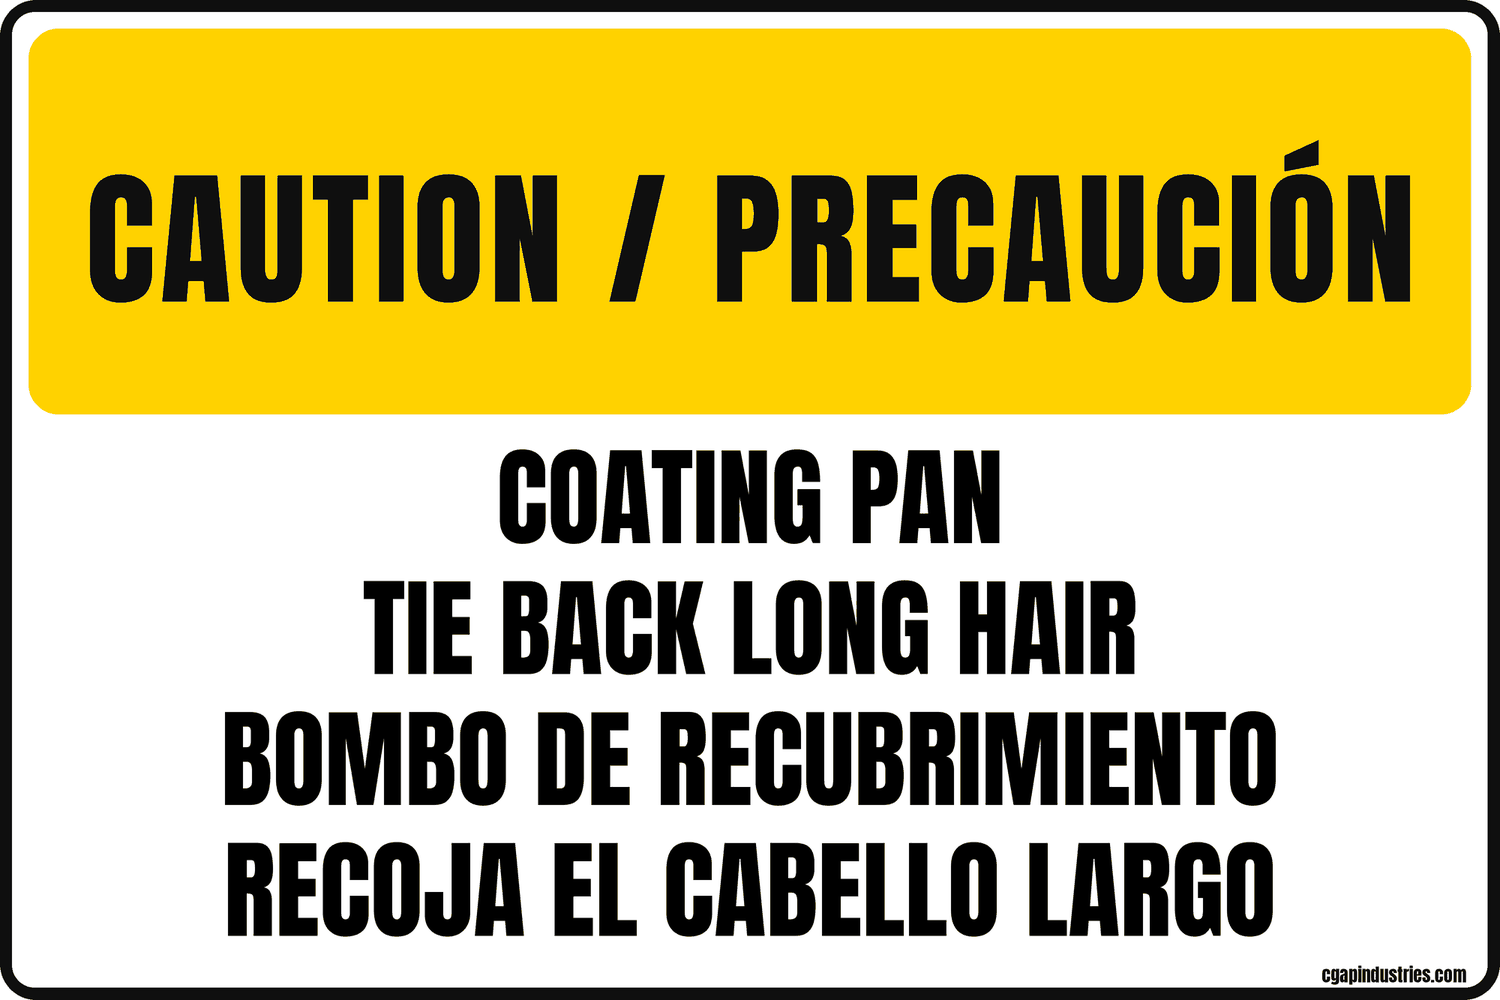 CAUTION / PRECAUCIÓN
COATING PAN
TIE BACK LONG HAIR
BOMBO DE RECUBRIMIENTO
RECOJA EL CABELLO LARGO
cgapindustries.com